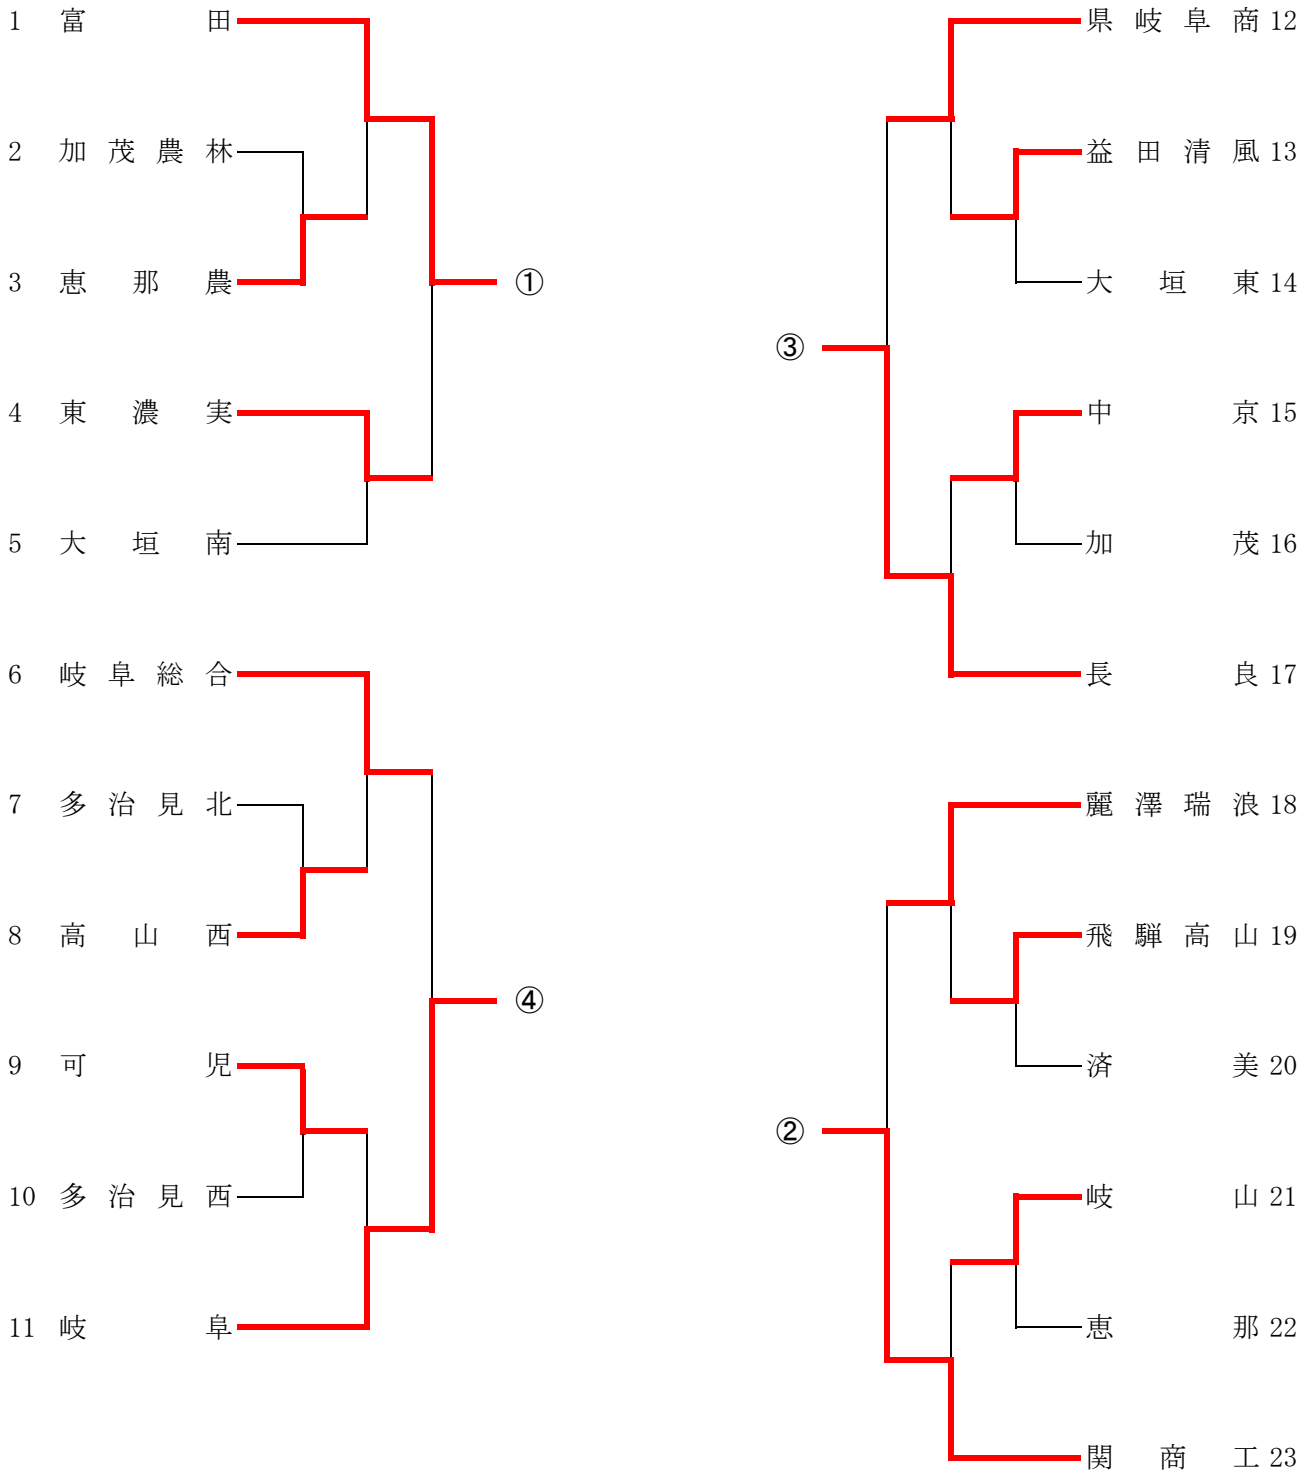 1 富田
2 加茂農林
3 恵那農
①
4 東濃実
5 大垣南
6 岐阜総合
7 多治見北
8 高山西
④
9 可児
10 多治見西
11 岐阜
県岐阜商 12
益田清風 13
大垣東 14
③
中京 15
加茂 16
長良 17
麗澤瑞浪 18
飛騨高山 19
済美 20
②
岐山 21
恵那 22
関商工 23